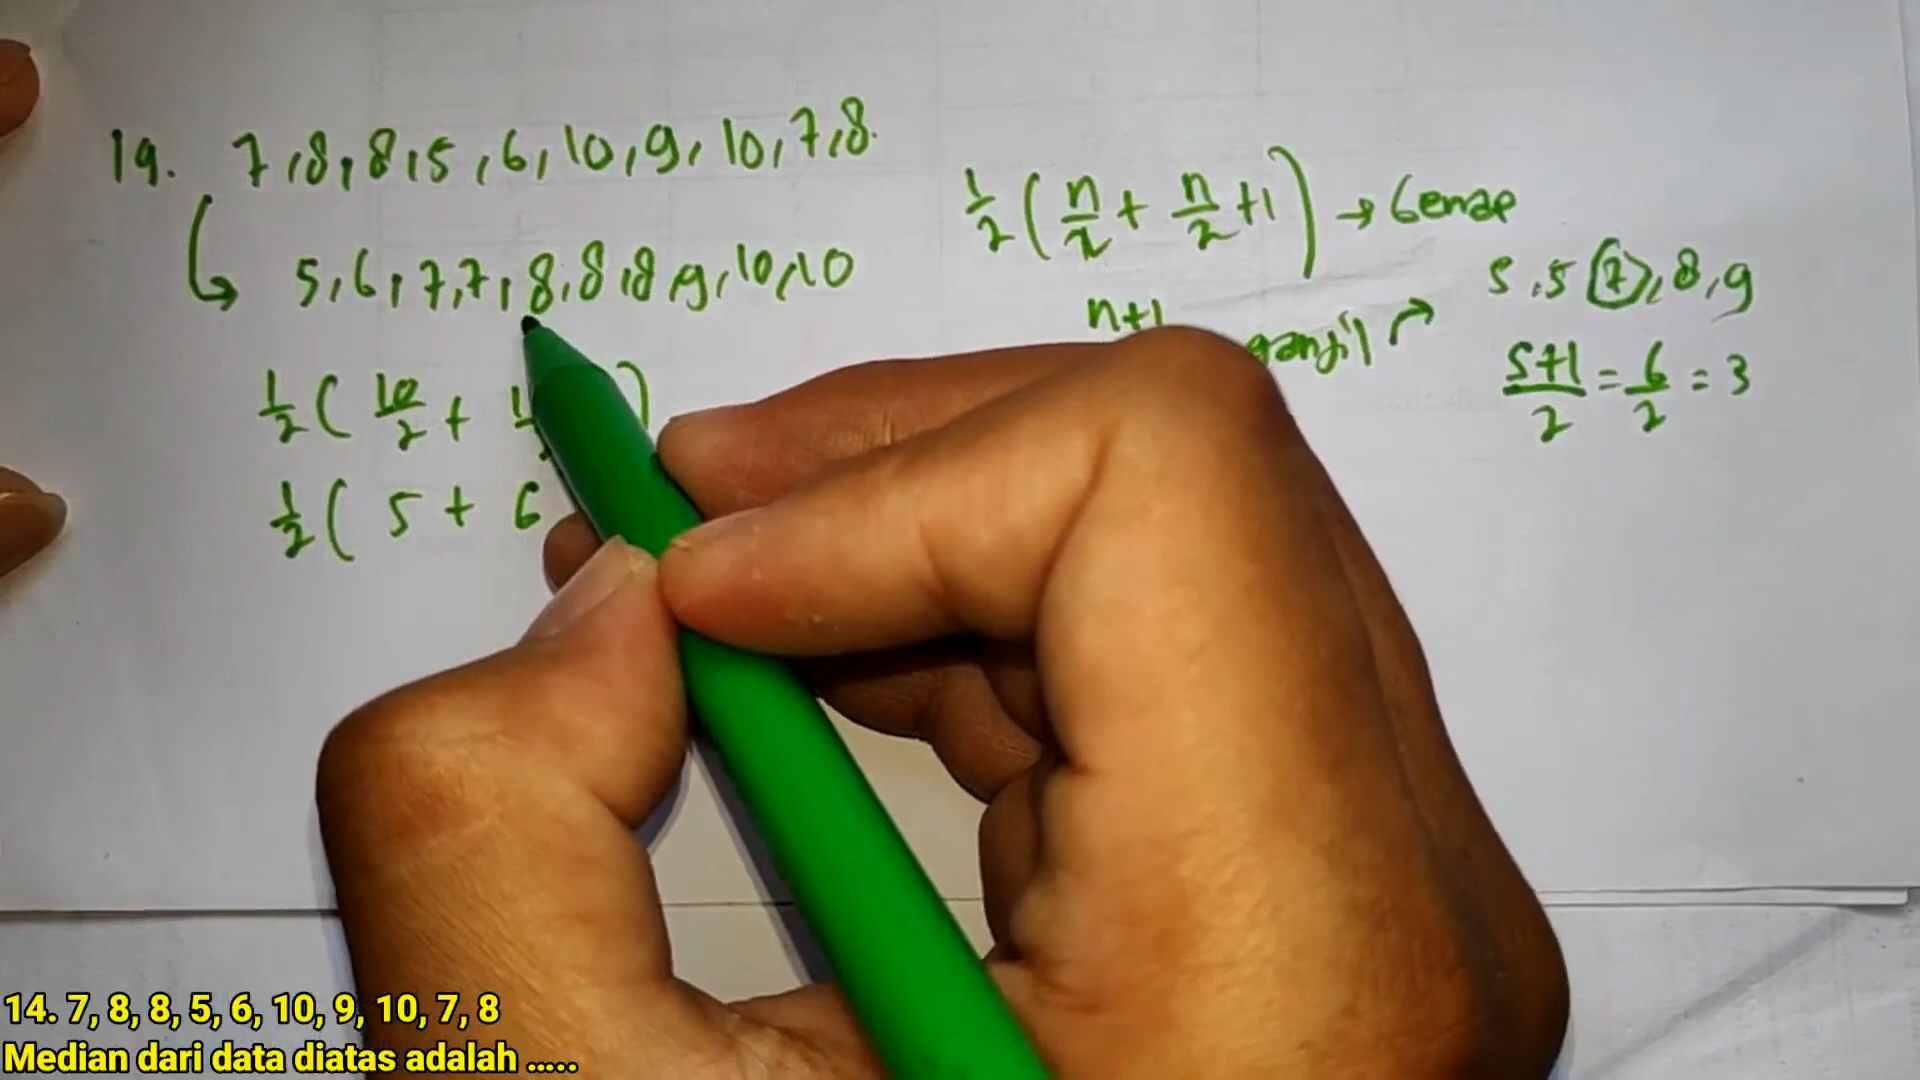 14. 7, 8, 8, 5, 6, 10, 9, 10, 7, 8.
5, 6, 7, 7, 8, 8, 8, 9, 10, 10
1/2 ( 10/2 + )
1/2 ( 5 + 6
1/2 ( n/2 + n/2 + 1 ) → Genap
n+1
ganjil
5, 5, 7, 8, 9
5+1/2 = 6/2 = 3
14. 7, 8, 8, 5, 6, 10, 9, 10, 7, 8
Median dari data diatas adalah .....